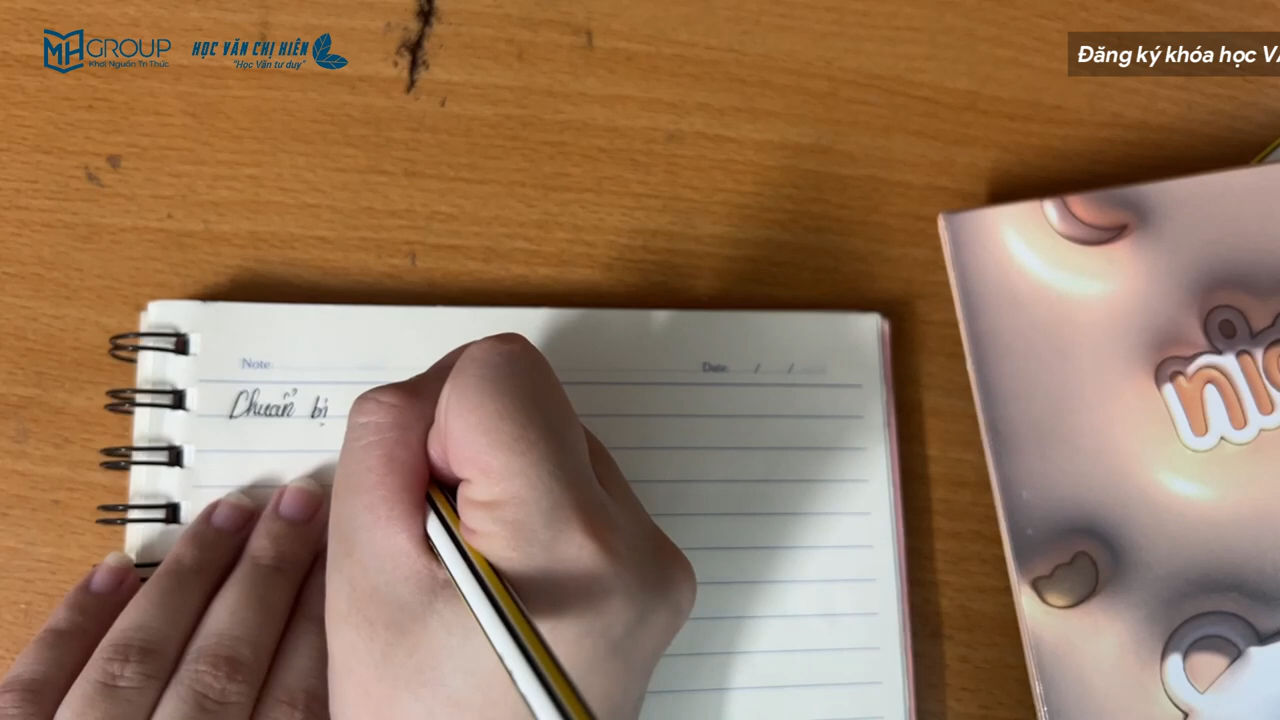 MH GROUP
Khơi Nguồn Tri Thức
HỌC VĂN CHỊ HIÊN
"Học Văn tư duy"
Đăng ký khóa học
Note:
Date: / /
Chuẩn bị